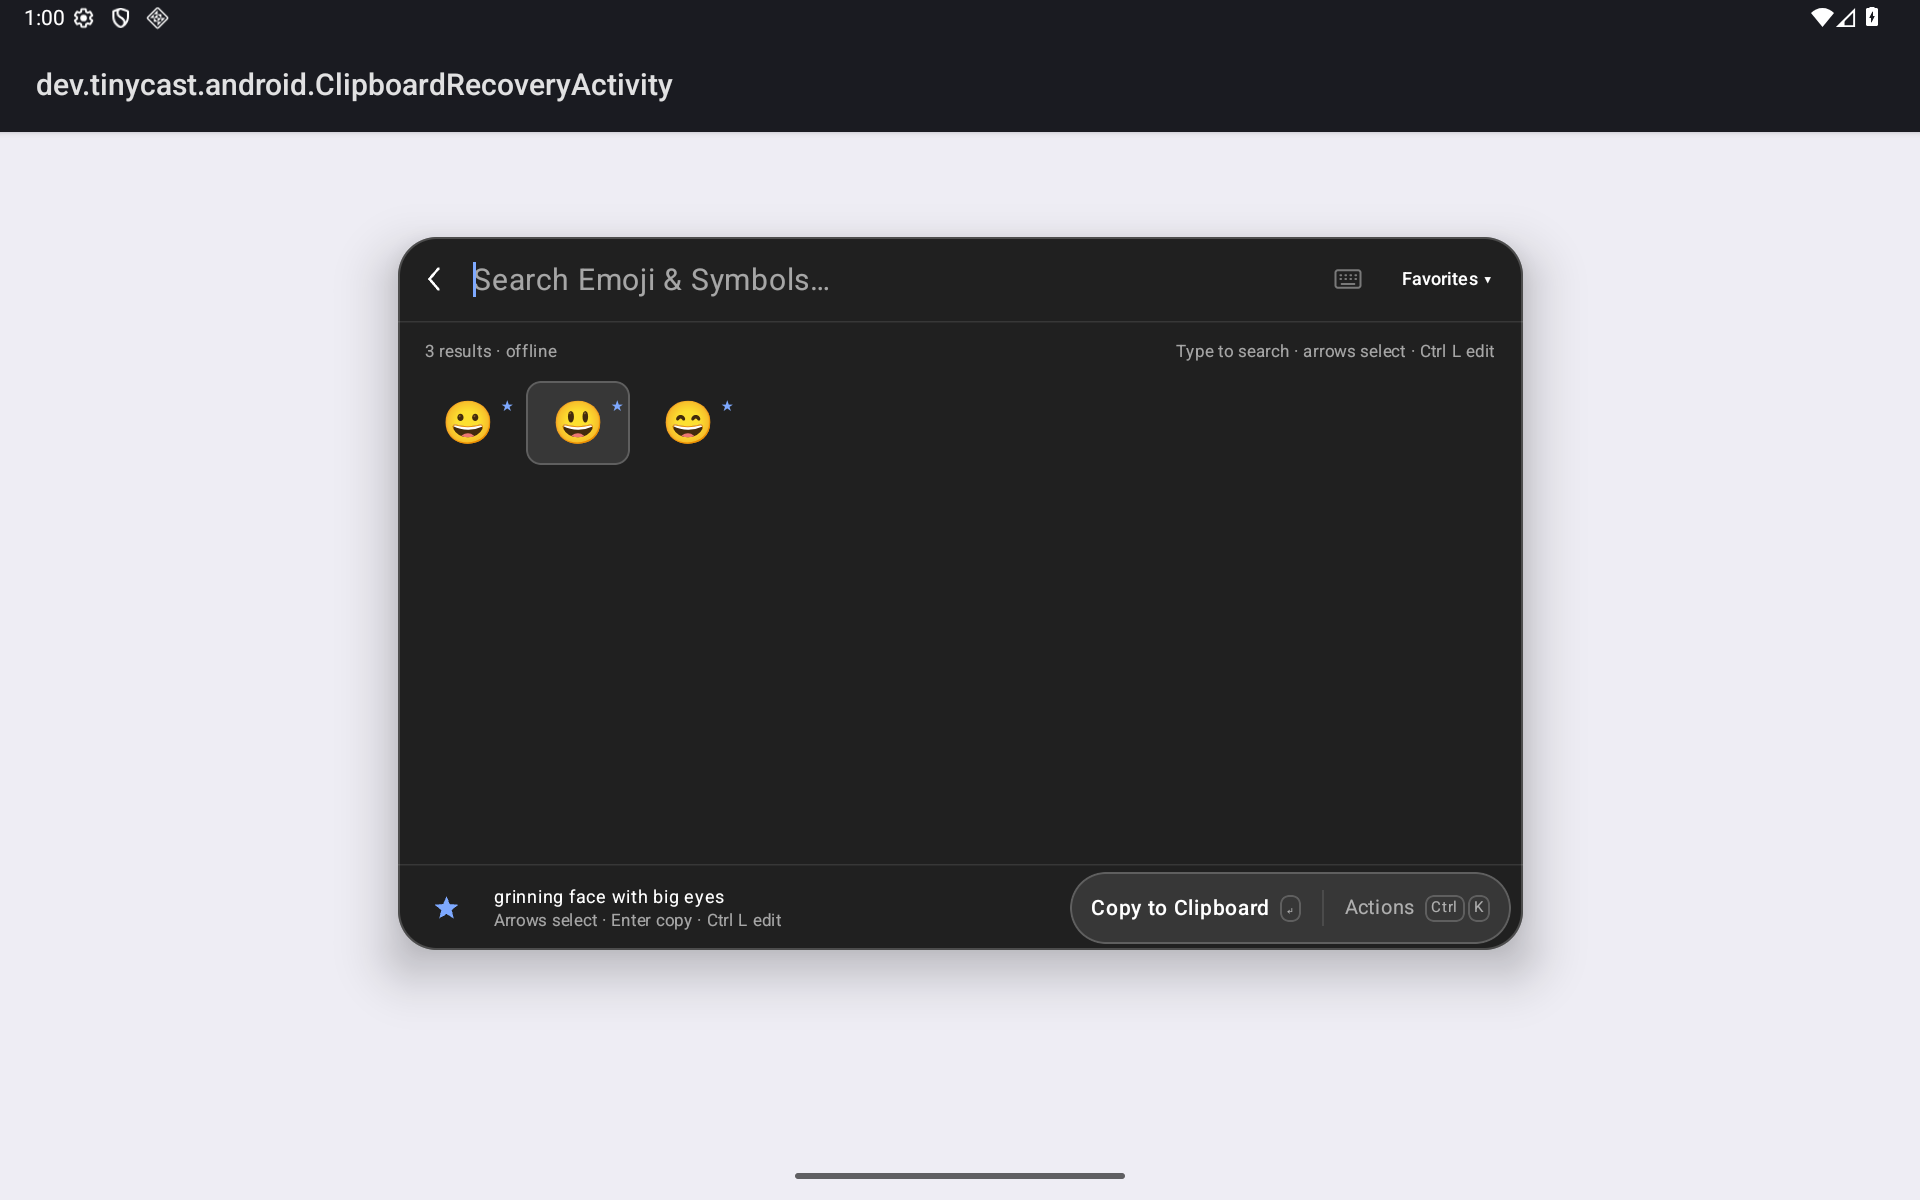 1:00
dev.tinycast.android.ClipboardRecoveryActivity
Search Emoji & Symbols…
Favorites ▾
3 results · offline
Type to search · arrows select · Ctrl L edit
grinning face with big eyes
Arrows select · Enter copy · Ctrl L edit
Copy to Clipboard ↵
Actions Ctrl K